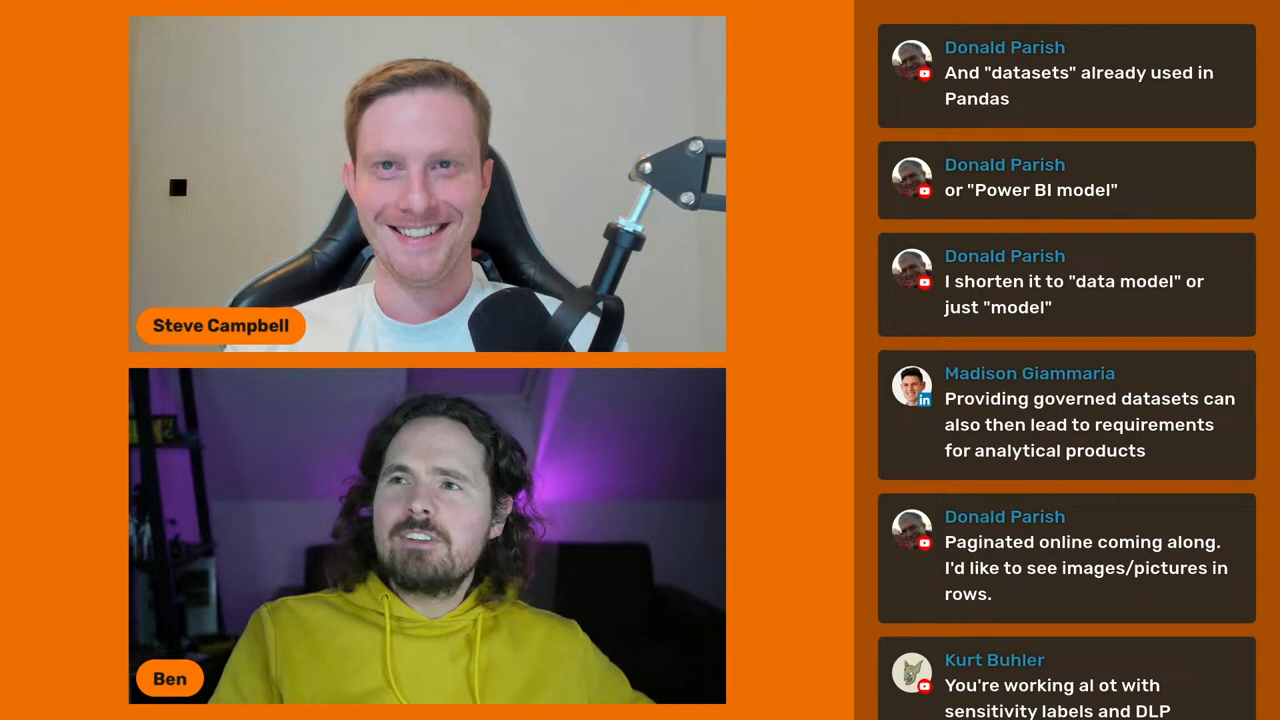 Steve Campbell
Ben
Donald Parish
And "datasets" already used in
Pandas
Donald Parish
or "Power BI model"
Donald Parish
I shorten it to "data model" or
just "model"
Madison Giammaria
in
Providing governed datasets can
also then lead to requirements
for analytical products
Donald Parish
Paginated online coming along.
I'd like to see images/pictures in
rows.
Kurt Buhler
You're working al ot with
sensitivity labels and DLP